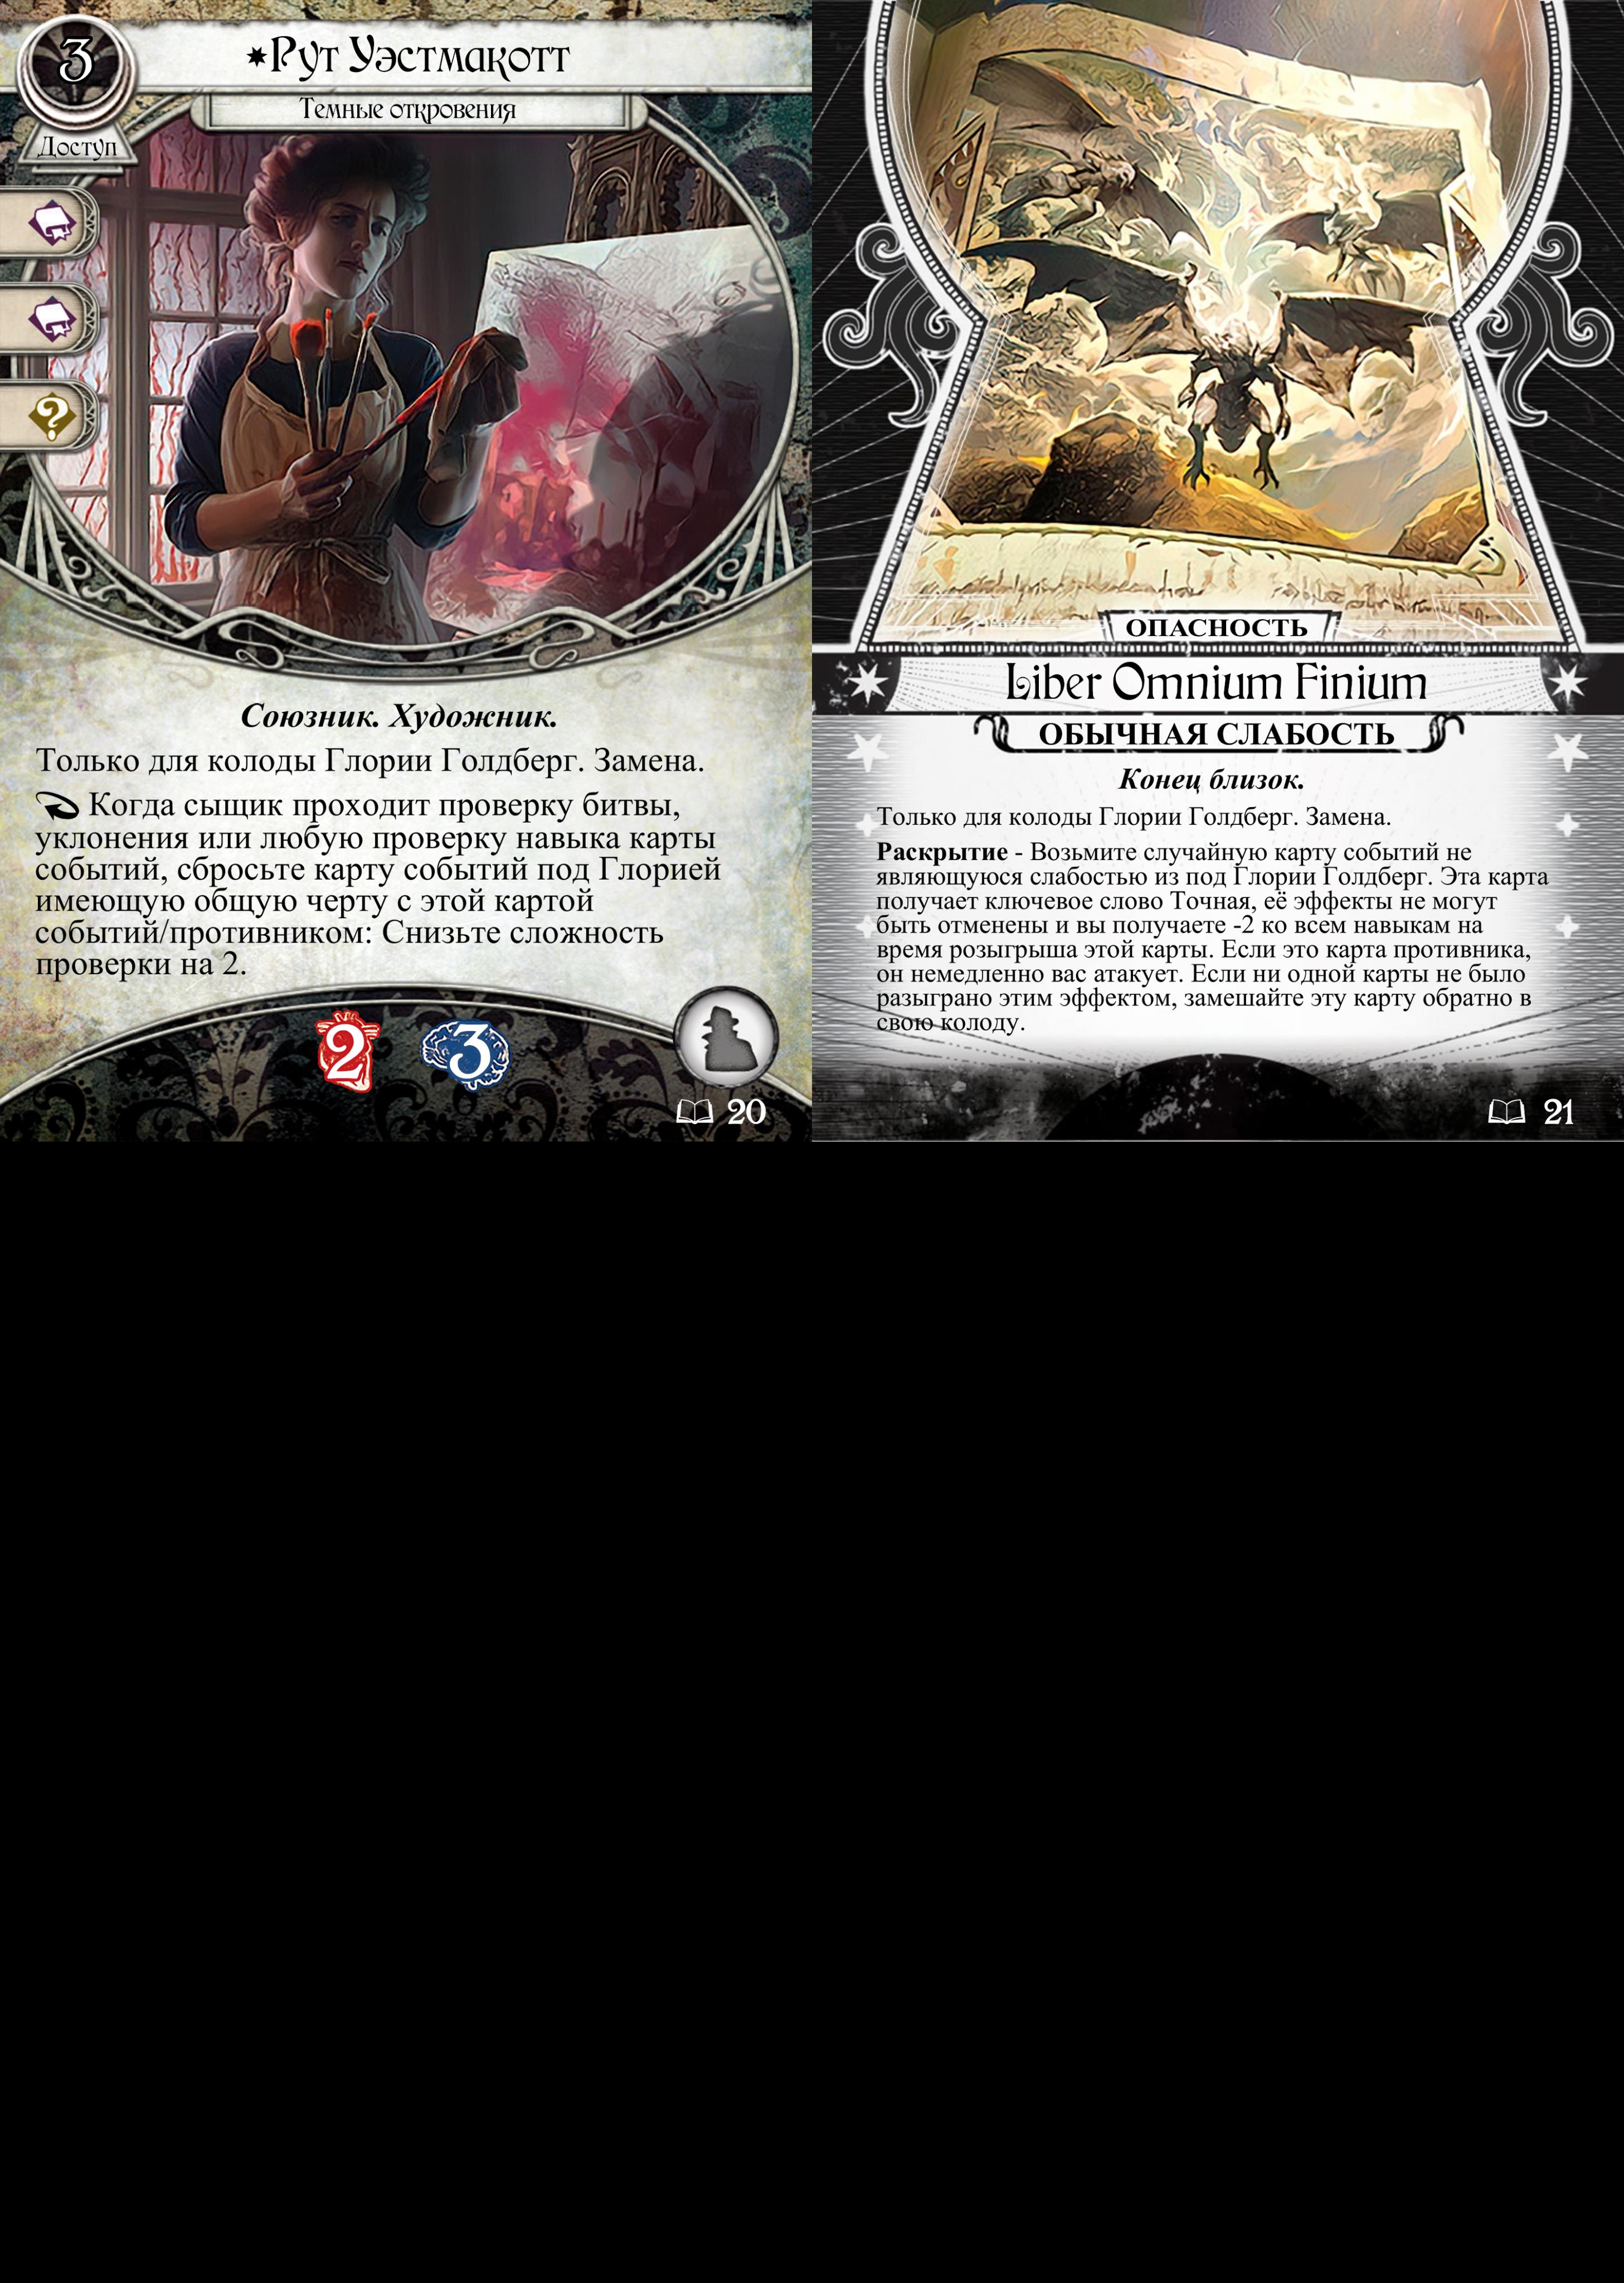 3
✶Рут Уэстмакотт
Темные откровения
Доступ
?
Союзник. Художник.
Только для колоды Глории Голдберг. Замена.
Когда сыщик проходит проверку битвы,
уклонения или любую проверку навыка карты
событий, сбросьте карту событий под Глорией
имеющую общую черту с этой картой
событий/противником: Снизьте сложность
проверки на 2.
2 3
20
ОПАСНОСТЬ
Liber Omnium Finium
ОБЫЧНАЯ СЛАБОСТЬ
Конец близок.
Только для колоды Глории Голдберг. Замена.
Раскрытие - Возьмите случайную карту событий не
являющуюся слабостью из под Глории Голдберг. Эта карта
получает ключевое слово Точная, её эффекты не могут
быть отменены и вы получаете -2 ко всем навыкам на
время розыгрыша этой карты. Если это карта противника,
он немедленно вас атакует. Если ни одной карты не было
разыграно этим эффектом, замешайте эту карту обратно в
свою колоду.
21